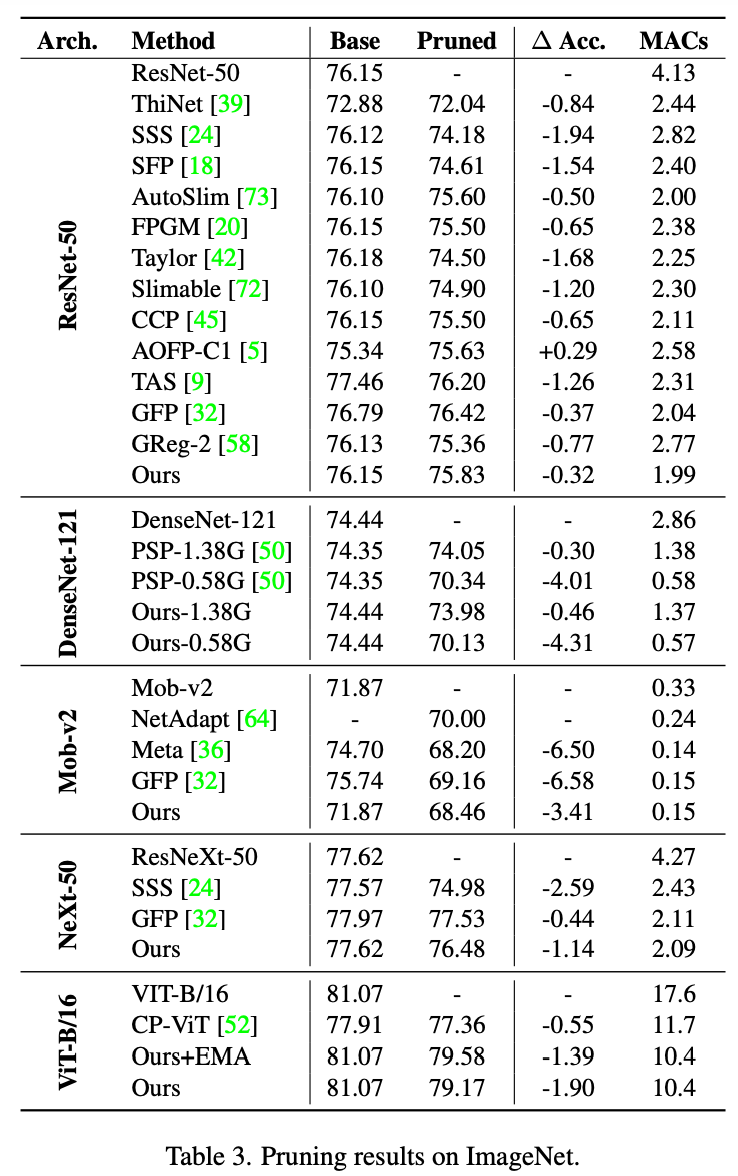 Arch. Method Base Pruned Δ Acc. MACs
ResNet-50
ResNet-50 76.15 - - 4.13
ThiNet [39] 72.88 72.04 -0.84 2.44
SSS [24] 76.12 74.18 -1.94 2.82
SFP [18] 76.15 74.61 -1.54 2.40
AutoSlim [73] 76.10 75.60 -0.50 2.00
FPGM [20] 76.15 75.50 -0.65 2.38
Taylor [42] 76.18 74.50 -1.68 2.25
Slimable [72] 76.10 74.90 -1.20 2.30
CCP [45] 76.15 75.50 -0.65 2.11
AOFP-C1 [5] 75.34 75.63 +0.29 2.58
TAS [9] 77.46 76.20 -1.26 2.31
GFP [32] 76.79 76.42 -0.37 2.04
GReg-2 [58] 76.13 75.36 -0.77 2.77
Ours 76.15 75.83 -0.32 1.99
DenseNet-121
DenseNet-121 74.44 - - 2.86
PSP-1.38G [50] 74.35 74.05 -0.30 1.38
PSP-0.58G [50] 74.35 70.34 -4.01 0.58
Ours-1.38G 74.44 73.98 -0.46 1.37
Ours-0.58G 74.44 70.13 -4.31 0.57
Mob-v2
Mob-v2 71.87 - - 0.33
NetAdapt [64] - 70.00 - 0.24
Meta [36] 74.70 68.20 -6.50 0.14
GFP [32] 75.74 69.16 -6.58 0.15
Ours 71.87 68.46 -3.41 0.15
NeXt-50
ResNeXt-50 77.62 - - 4.27
SSS [24] 77.57 74.98 -2.59 2.43
GFP [32] 77.97 77.53 -0.44 2.11
Ours 77.62 76.48 -1.14 2.09
ViT-B/16
VIT-B/16 81.07 - - 17.6
CP-ViT [52] 77.91 77.36 -0.55 11.7
Ours+EMA 81.07 79.58 -1.39 10.4
Ours 81.07 79.17 -1.90 10.4
Table 3. Pruning results on ImageNet.